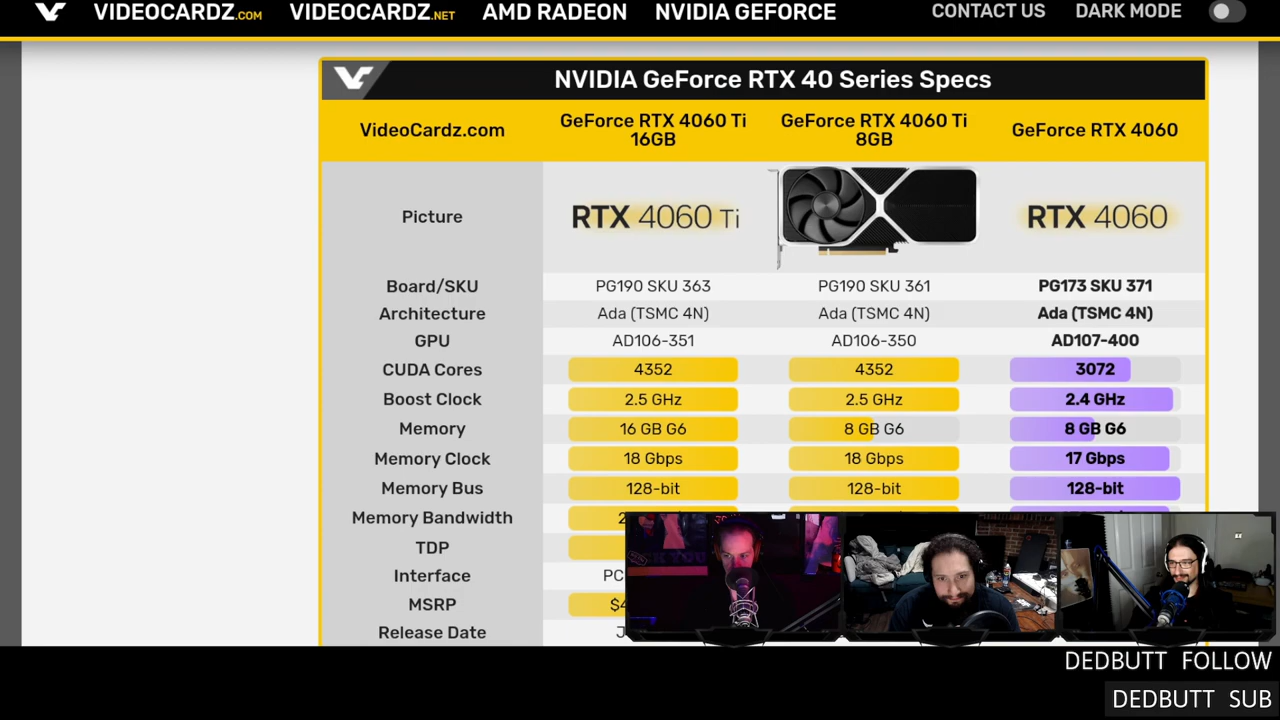 VIDEOCARDZ.COM VIDEOCARDZ.NET AMD RADEON NVIDIA GEFORCE CONTACT US DARK MODE
NVIDIA GeForce RTX 40 Series Specs
VideoCardz.com GeForce RTX 4060 Ti 16GB GeForce RTX 4060 Ti 8GB GeForce RTX 4060
Picture RTX 4060 Ti RTX 4060
Board/SKU PG190 SKU 363 PG190 SKU 361 PG173 SKU 371
Architecture Ada (TSMC 4N) Ada (TSMC 4N) Ada (TSMC 4N)
GPU AD106-351 AD106-350 AD107-400
CUDA Cores 4352 4352 3072
Boost Clock 2.5 GHz 2.5 GHz 2.4 GHz
Memory 16 GB G6 8 GB G6 8 GB G6
Memory Clock 18 Gbps 18 Gbps 17 Gbps
Memory Bus 128-bit 128-bit 128-bit
Memory Bandwidth 2
TDP
Interface PC
MSRP $4
Release Date J
DEDBUTT FOLLOW
DEDBUTT SUB